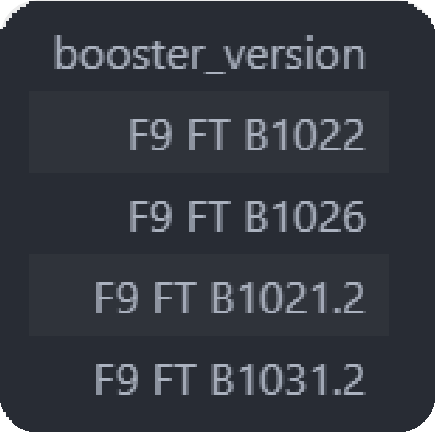 booster_version
F9 FT B1022
F9 FT B1026
F9 FT B1021.2
F9 FT B1031.2